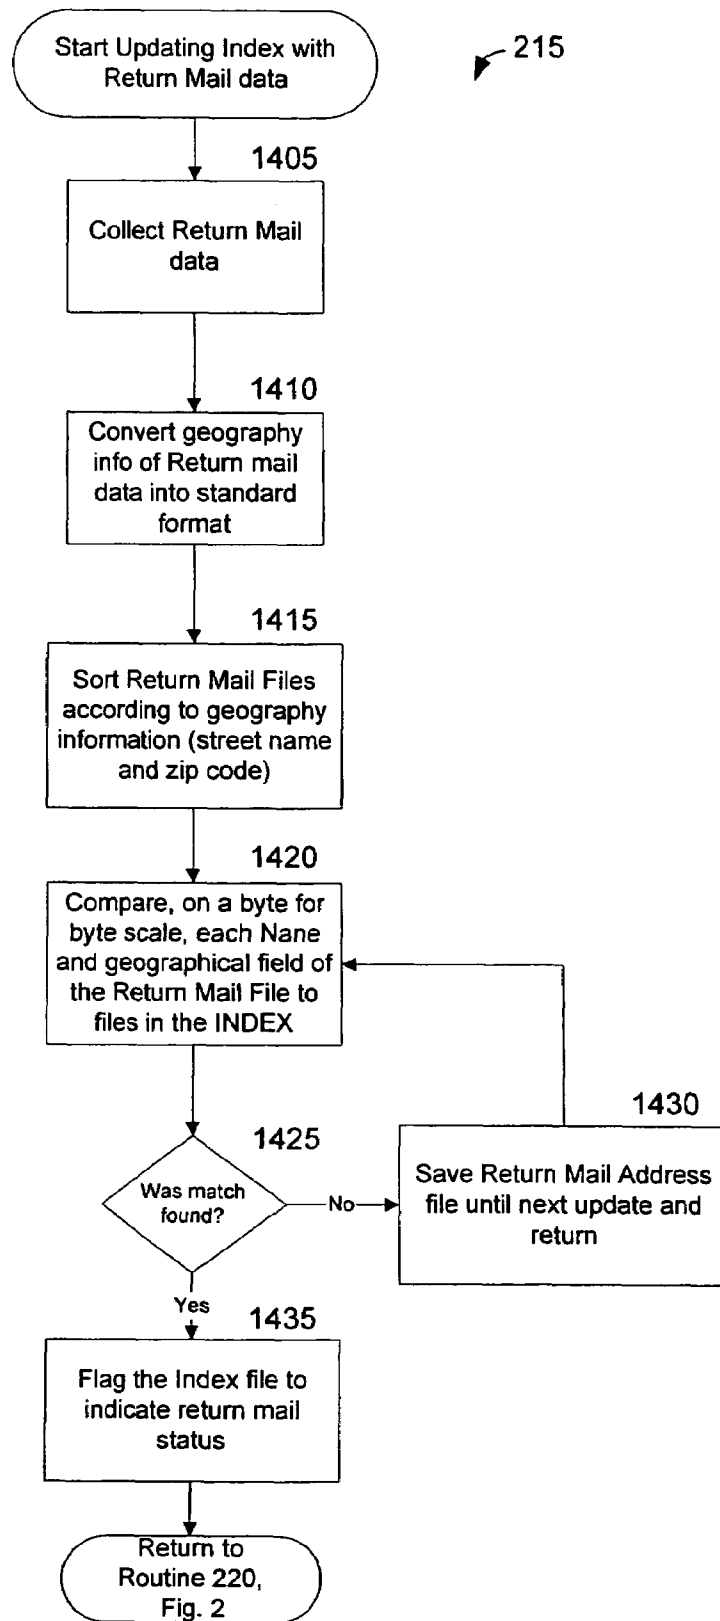 Start Updating Index with
Return Mail data
215
1405
Collect Return Mail
data
1410
Convert geography
info of Return mail
data into standard
format
1415
Sort Return Mail Files
according to geography
information (street name
and zip code)
1420
Compare, on a byte for
byte scale, each Nane
and geographical field of
the Return Mail File to
files in the INDEX
1425
Was match
found?
No
1430
Save Return Mail Address
file until next update and
return
Yes
1435
Flag the Index file to
indicate return mail
status
Return to
Routine 220,
Fig. 2